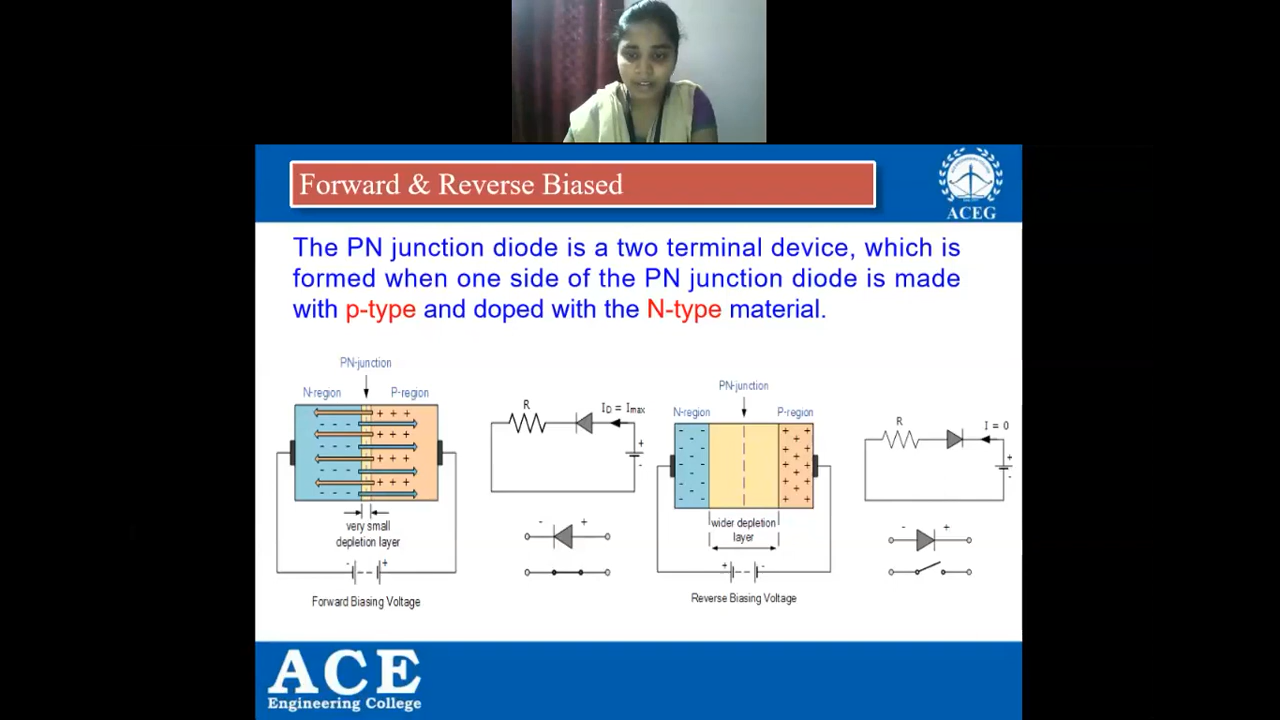 Forward & Reverse Biased
ACEG
The PN junction diode is a two terminal device, which is
formed when one side of the PN junction diode is made
with p-type and doped with the N-type material.
PN-junction
N-region
P-region
R
I_D = I_max
very small
depletion layer
- +
- +
Forward Biasing Voltage
PN-junction
N-region
P-region
R
I = 0
wider depletion
layer
+ -
- +
Reverse Biasing Voltage
ACE
Engineering College